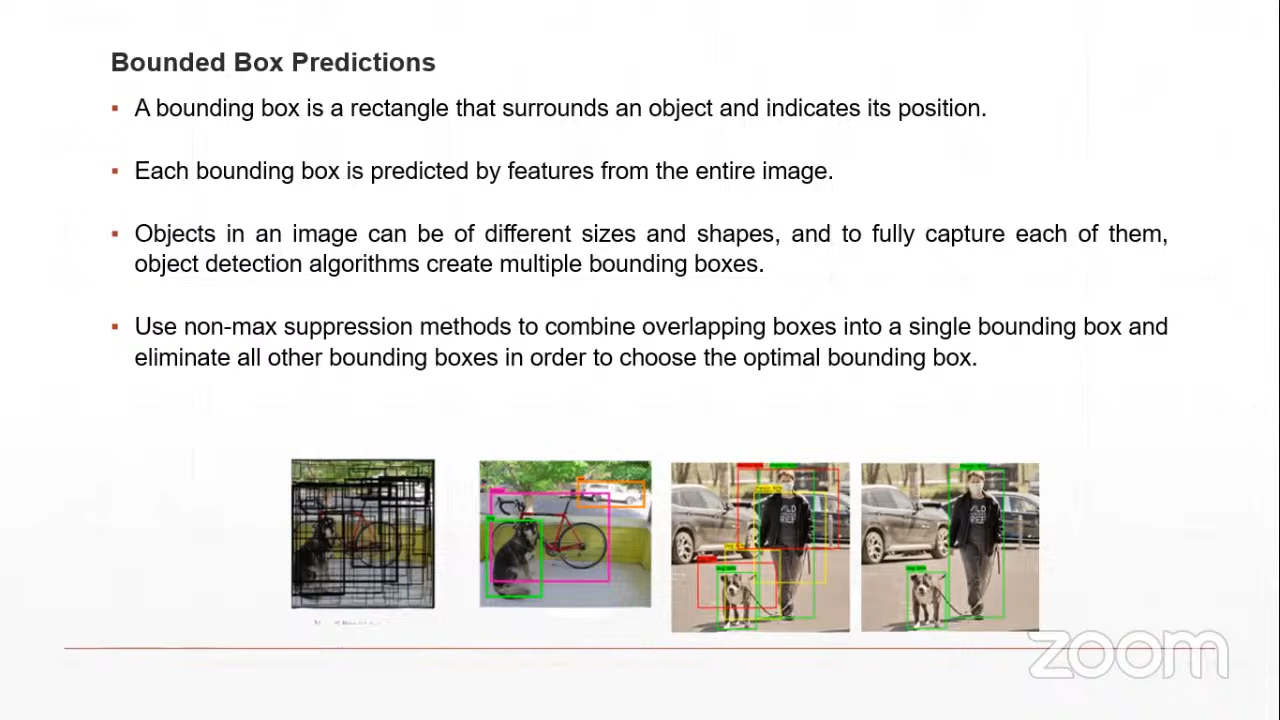 Bounded Box Predictions
▪ A bounding box is a rectangle that surrounds an object and indicates its position.
▪ Each bounding box is predicted by features from the entire image.
▪ Objects in an image can be of different sizes and shapes, and to fully capture each of them,
object detection algorithms create multiple bounding boxes.
▪ Use non-max suppression methods to combine overlapping boxes into a single bounding box and
eliminate all other bounding boxes in order to choose the optimal bounding box.
zoom